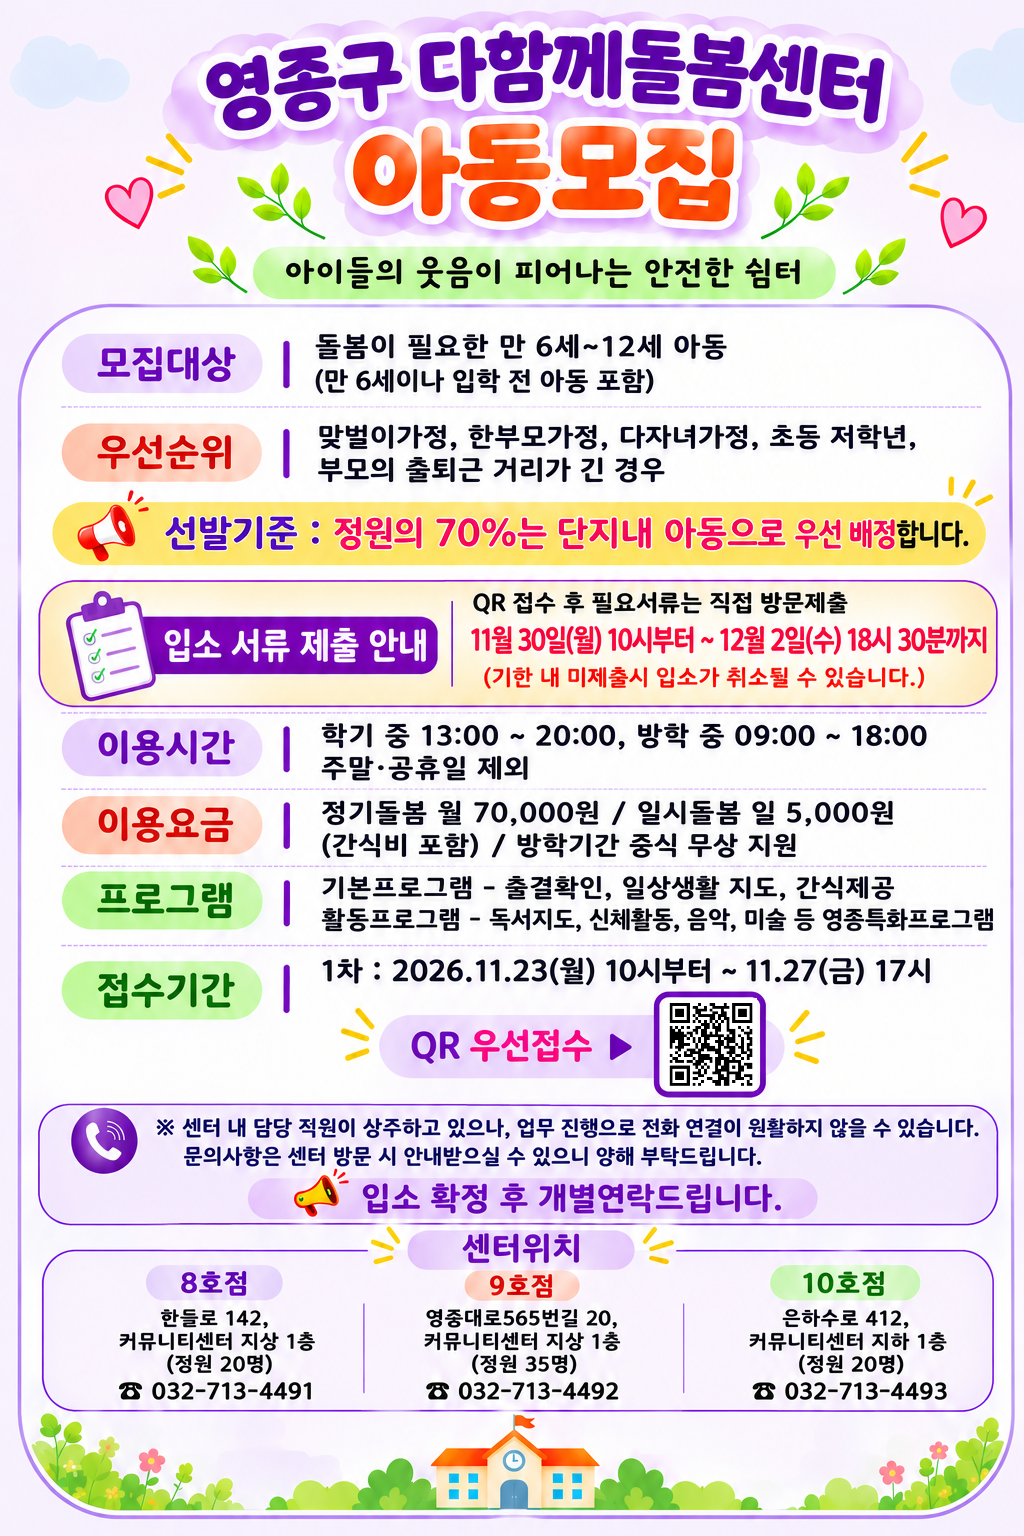 영종구 다함께돌봄센터
아동모집
아이들의 웃음이 피어나는 안전한 쉼터
모집대상
돌봄이 필요한 만 6세~12세 아동
(만 6세이나 입학 전 아동 포함)
우선순위
맞벌이가정, 한부모가정, 다자녀가정, 초등 저학년,
부모의 출퇴근 거리가 긴 경우
선발기준 : 정원의 70%는 단지내 아동으로 우선 배정합니다.
입소 서류 제출 안내
QR 접수 후 필요서류는 직접 방문제출
11월 30일(월) 10시부터 ~ 12월 2일(수) 18시 30분까지
(기한 내 미제출시 입소가 취소될 수 있습니다.)
이용시간
학기 중 13:00 ~ 20:00, 방학 중 09:00 ~ 18:00
주말·공휴일 제외
이용요금
정기돌봄 월 70,000원 / 일시돌봄 일 5,000원
(간식비 포함) / 방학기간 중식 무상 지원
프로그램
기본프로그램 - 출결확인, 일상생활 지도, 간식제공
활동프로그램 - 독서지도, 신체활동, 음악, 미술 등 영종특화프로그램
접수기간
1차 : 2026.11.23(월) 10시부터 ~ 11.27(금) 17시
QR 우선접수 ▶
※ 센터 내 담당 직원이 상주하고 있으나, 업무 진행으로 전화 연결이 원활하지 않을 수 있습니다.
문의사항은 센터 방문 시 안내받으실 수 있으니 양해 부탁드립니다.
입소 확정 후 개별연락드립니다.
센터위치
8호점
한들로 142,
커뮤니티센터 지상 1층
(정원 20명)
☎ 032-713-4491
9호점
영중대로565번길 20,
커뮤니티센터 지상 1층
(정원 35명)
☎ 032-713-4492
10호점
은하수로 412,
커뮤니티센터 지하 1층
(정원 20명)
☎ 032-713-4493